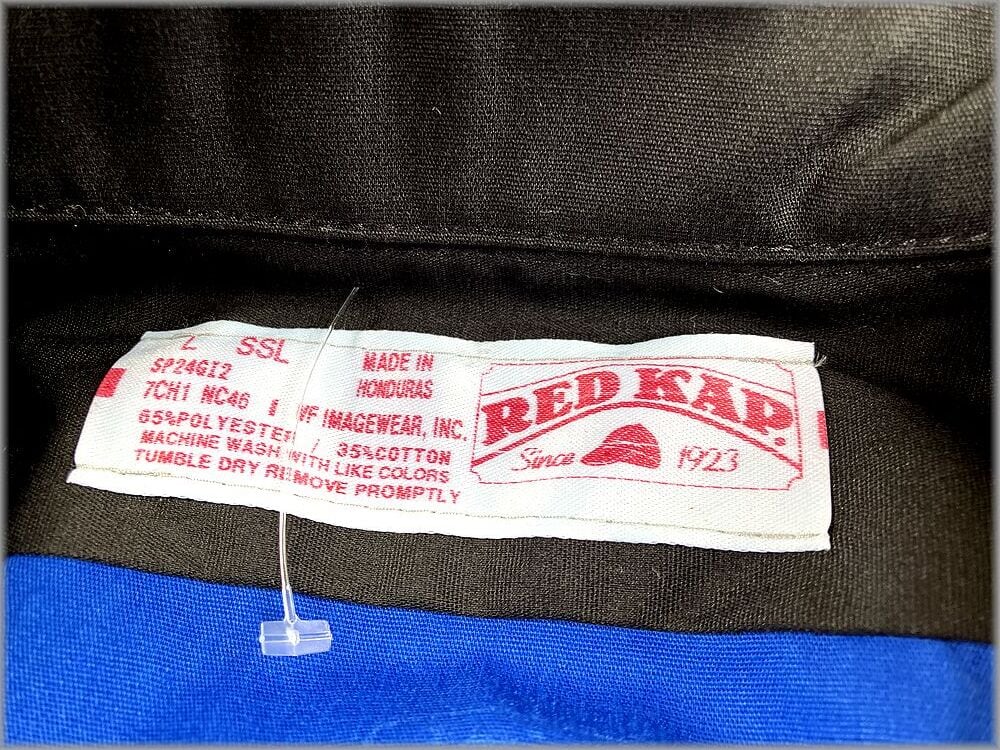 L SSL
SP24GI2
7CH1 NC46
MADE IN
HONDURAS
VF IMAGEWEAR, INC.
65%POLYESTER / 35%COTTON
MACHINE WASH WITH LIKE COLORS
TUMBLE DRY REMOVE PROMPTLY
RED KAP.
Since 1923